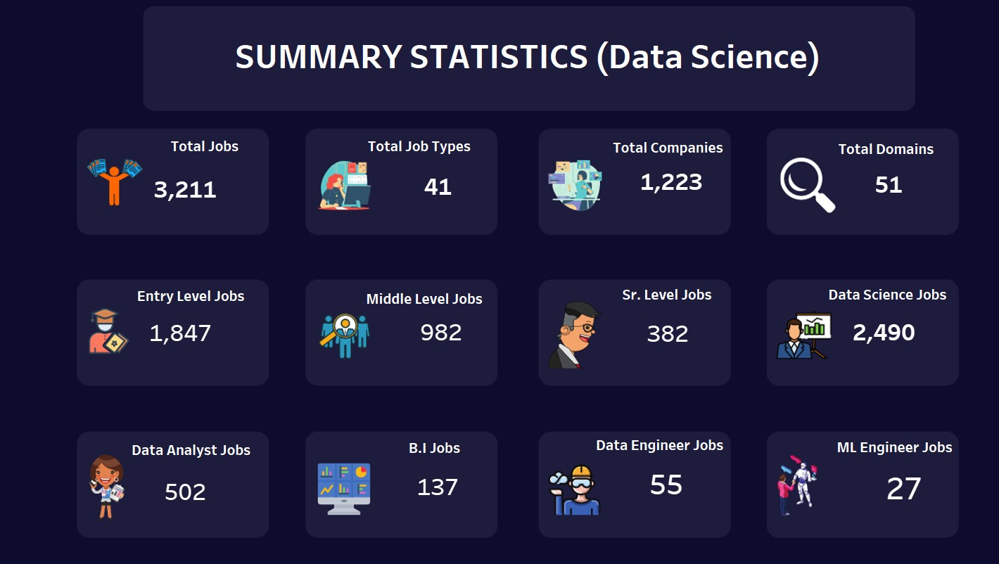 SUMMARY STATISTICS (Data Science)
Total Jobs
3,211
Total Job Types
41
Total Companies
1,223
Total Domains
51
Entry Level Jobs
1,847
Middle Level Jobs
982
Sr. Level Jobs
382
Data Science Jobs
2,490
Data Analyst Jobs
502
B.I Jobs
137
Data Engineer Jobs
55
ML Engineer Jobs
27